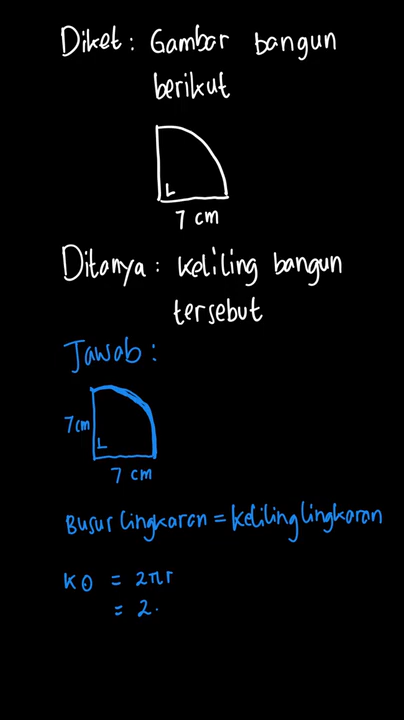 Diket: Gambar bangun
berikut
7 cm
Ditanya: keliling bangun
tersebut
Jawab:
7cm
7 cm
Busur lingkaran = keliling lingkaran
K⊙ = 2πr
= 2.